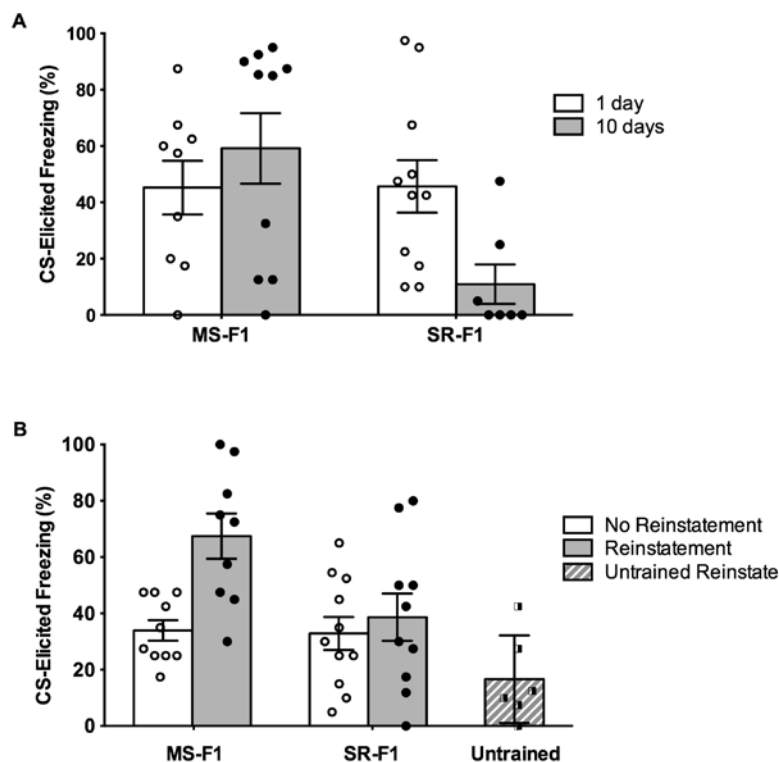 A
CS-Elicited Freezing (%)
100
80
60
40
20
0
MS-F1
SR-F1
1 day
10 days
B
CS-Elicited Freezing (%)
100
80
60
40
20
0
MS-F1
SR-F1
Untrained
No Reinstatement
Reinstatement
Untrained Reinstate